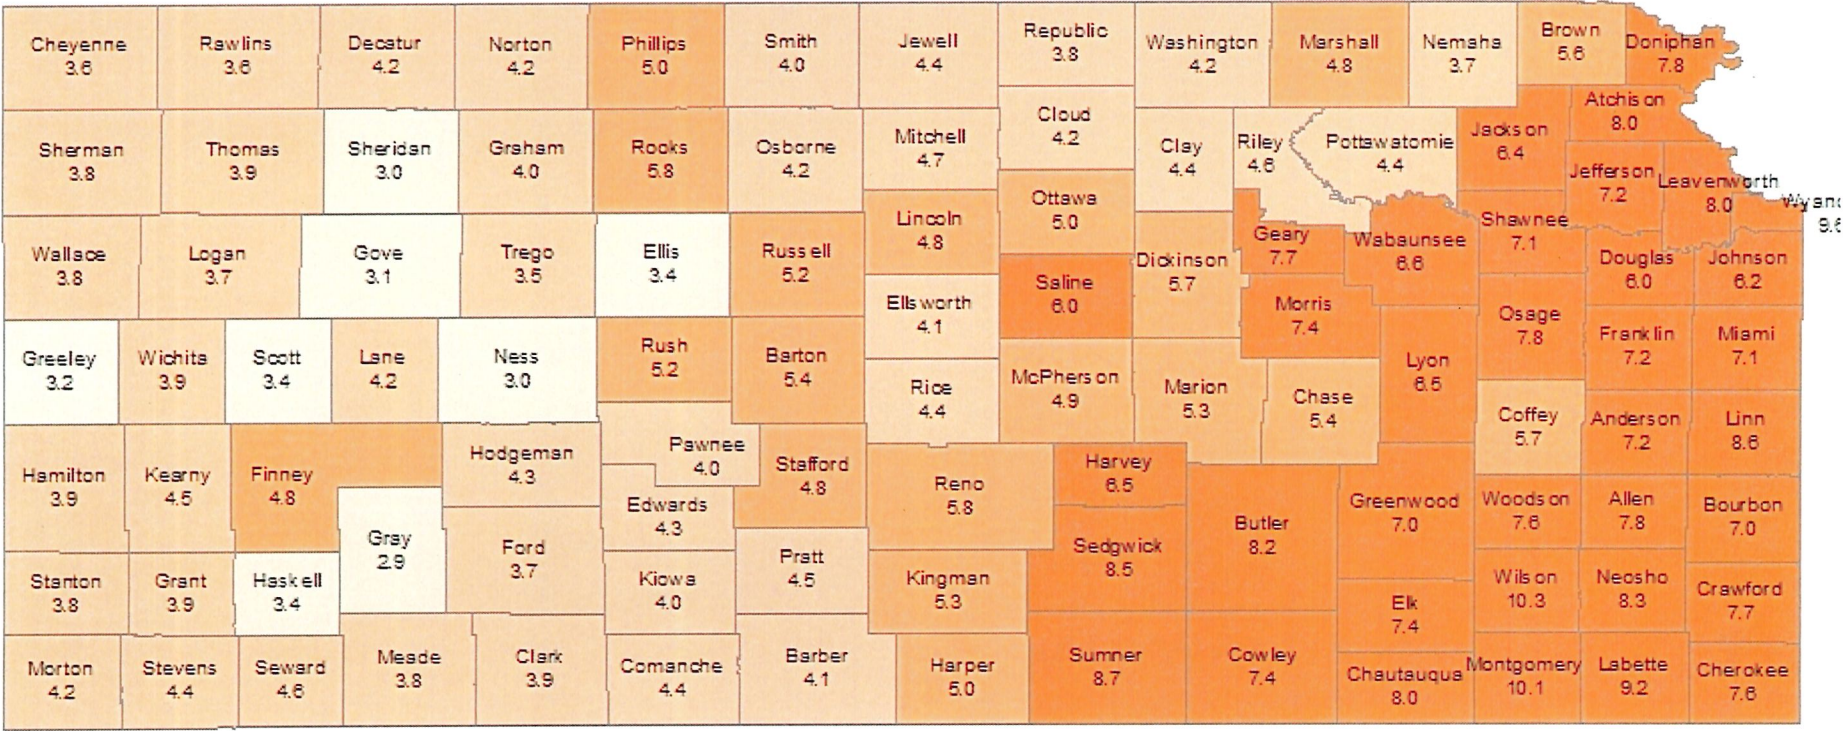 Cheyenne
3.6
Rawlins
3.6
Decatur
4.2
Norton
4.2
Phillips
5.0
Smith
4.0
Jewell
4.4
Republic
3.8
Washington
4.2
Marshall
4.8
Nemaha
3.7
Brown
5.6
Doniphan
7.8
Sherman
3.8
Thomas
3.9
Sheridan
3.0
Graham
4.0
Rooks
5.8
Osborne
4.2
Mitchell
4.7
Cloud
4.2
Clay
4.4
Riley
4.6
Pottawatomie
4.4
Jackson
6.4
Atchison
8.0
Jefferson
7.2
Leavenworth
8.0
Wyand
9.6
Wallace
3.8
Logan
3.7
Gove
3.1
Trego
3.5
Ellis
3.4
Russell
5.2
Lincoln
4.8
Ottawa
5.0
Saline
6.0
Dickinson
5.7
Geary
7.7
Wabaunsee
6.6
Shawnee
7.1
Douglas
6.0
Johnson
6.2
Ellsworth
4.1
Morris
7.4
Osage
7.8
Franklin
7.2
Miami
7.1
Greeley
3.2
Wichita
3.9
Scott
3.4
Lane
4.2
Ness
3.0
Rush
5.2
Barton
5.4
Rice
4.4
McPherson
4.9
Marion
5.3
Chase
5.4
Lyon
6.5
Coffey
5.7
Anderson
7.2
Linn
8.6
Hamilton
3.9
Kearny
4.5
Finney
4.8
Hodgeman
4.3
Pawnee
4.0
Stafford
4.8
Edwards
4.3
Reno
5.8
Harvey
6.5
Butler
8.2
Greenwood
7.0
Woodson
7.6
Allen
7.8
Bourbon
7.0
Gray
2.9
Ford
3.7
Pratt
4.5
Sedgwick
8.5
Stanton
3.8
Grant
3.9
Haskell
3.4
Kiowa
4.0
Kingman
5.3
Elk
7.4
Wilson
10.3
Neosho
8.3
Crawford
7.7
Morton
4.2
Stevens
4.4
Seward
4.6
Meade
3.8
Clark
3.9
Comanche
4.4
Barber
4.1
Harper
5.0
Sumner
8.7
Cowley
7.4
Chautauqua
8.0
Montgomery
10.1
Labette
9.2
Cherokee
7.6